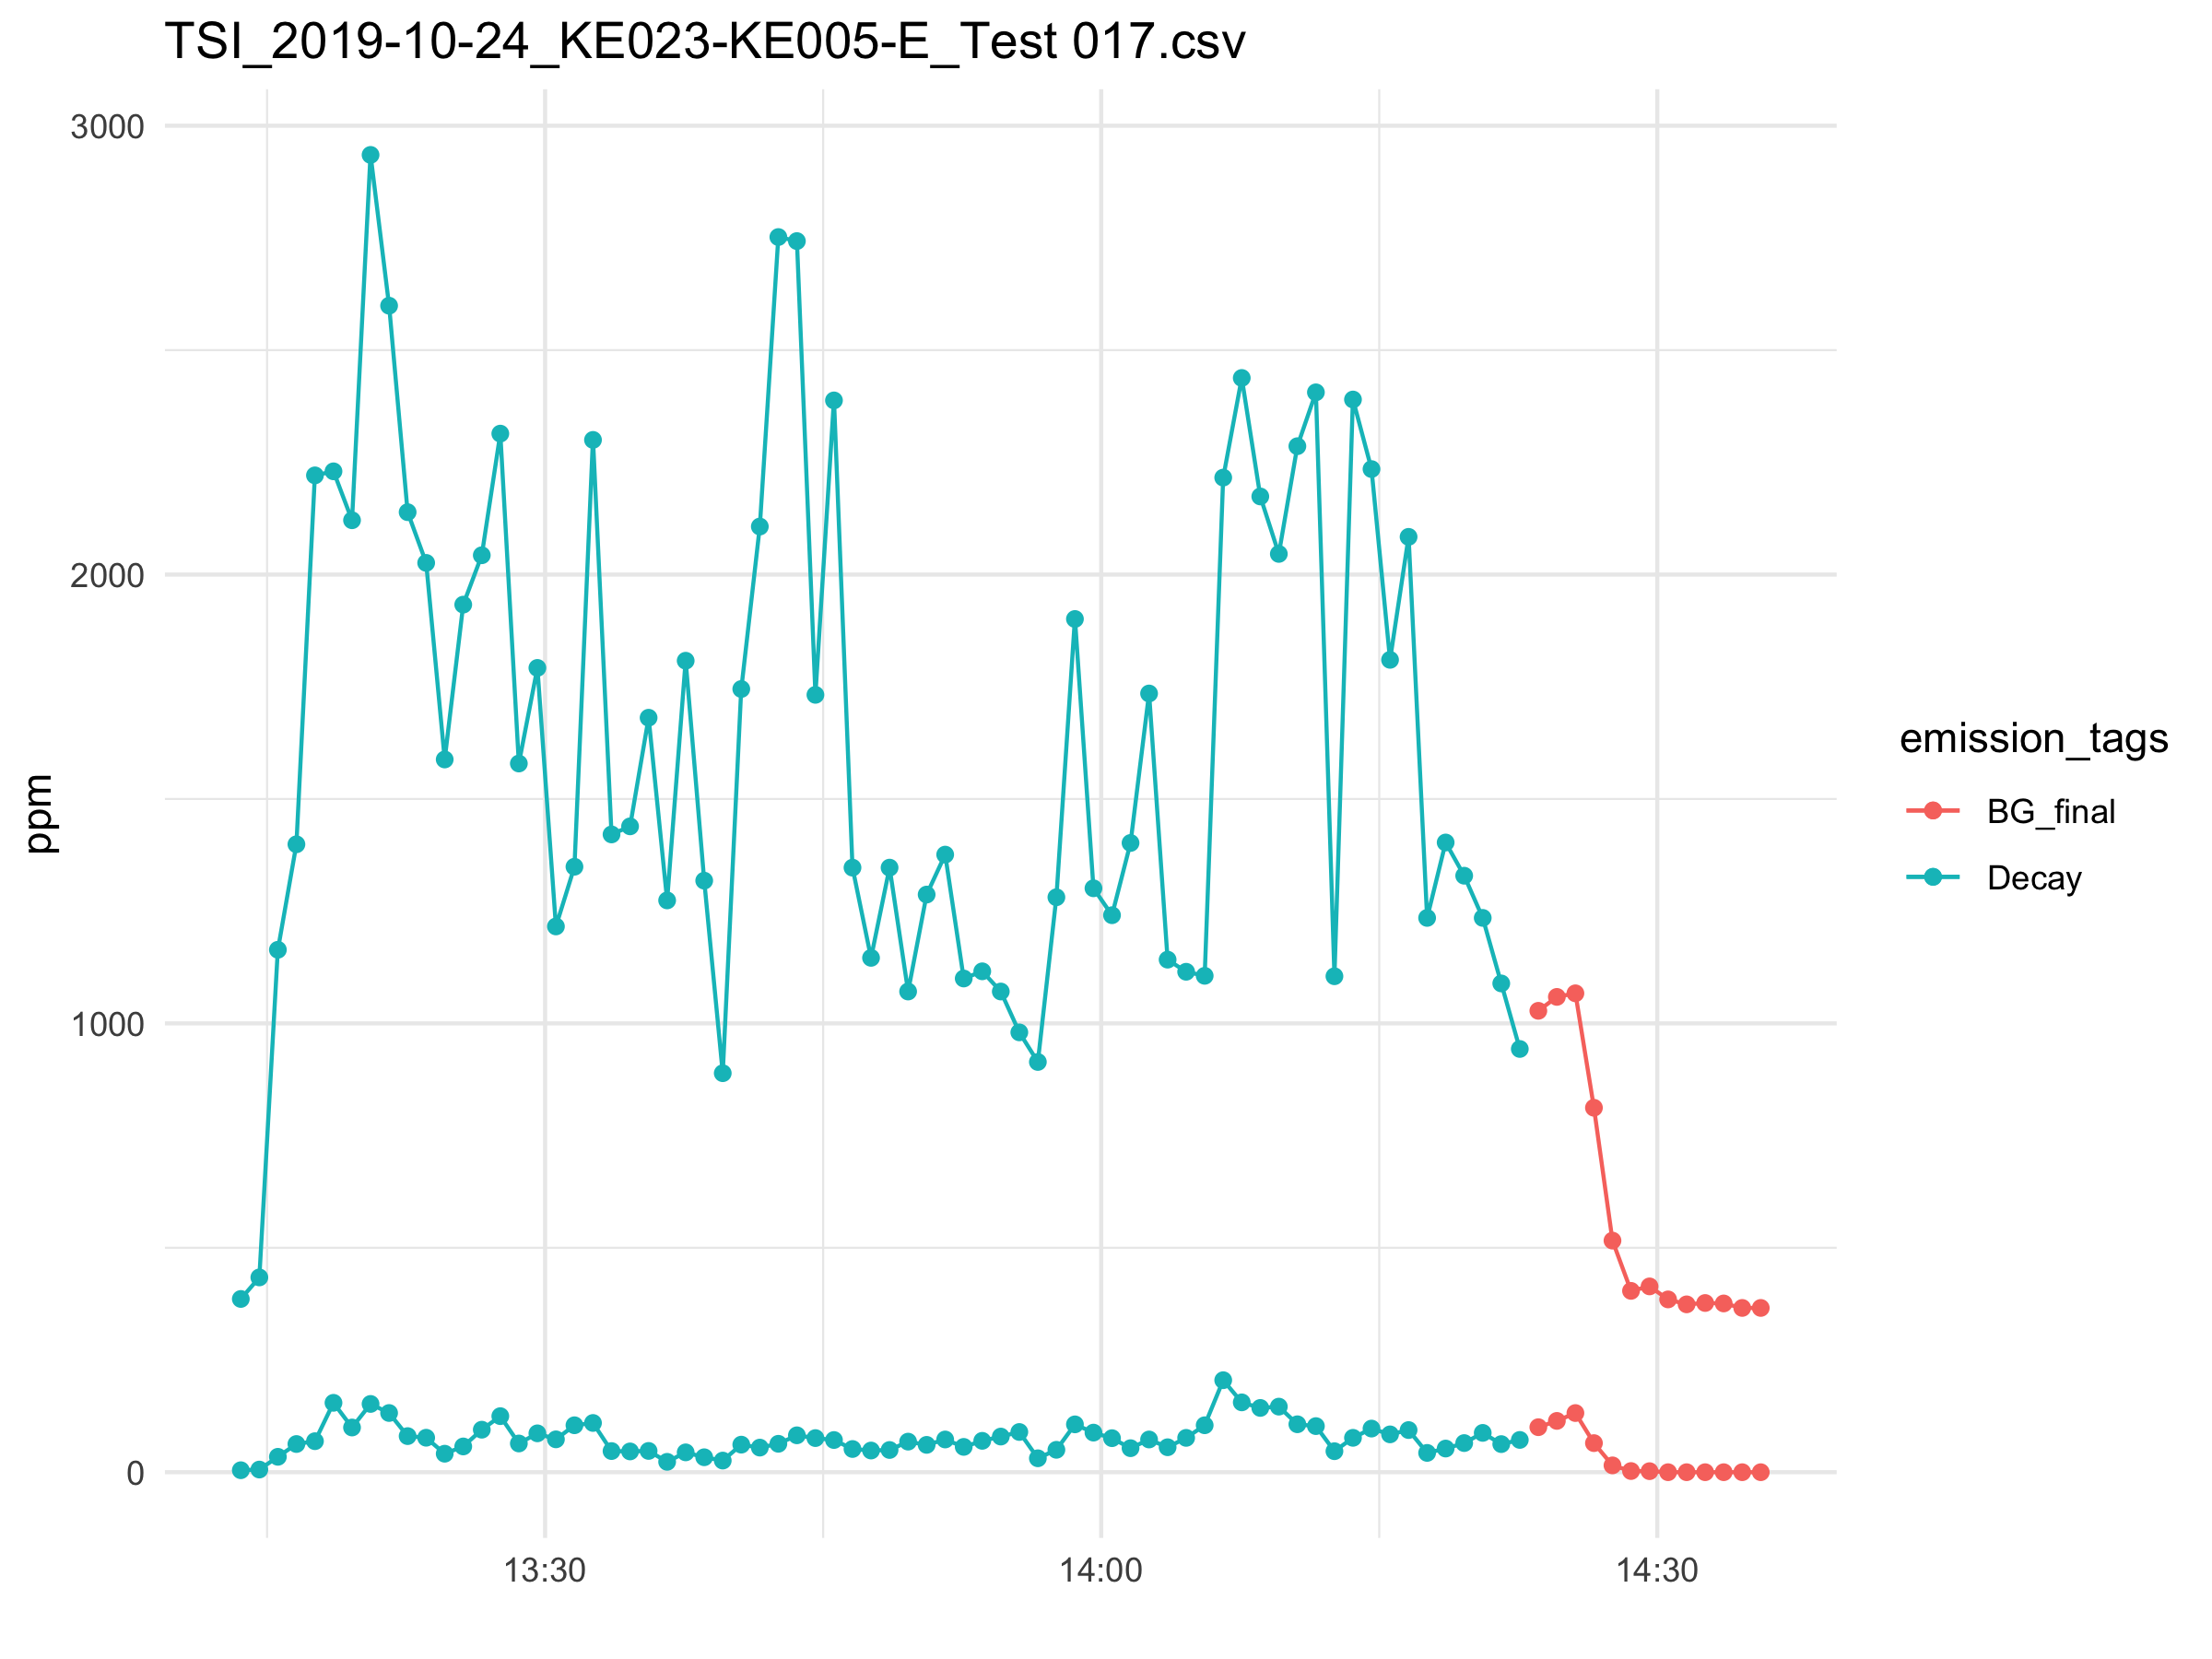 TSI_2019-10-24_KE023-KE005-E_Test 017.csv
3000
2000
1000
0
ppm
13:30
14:00
14:30
emission_tags
BG_final
Decay